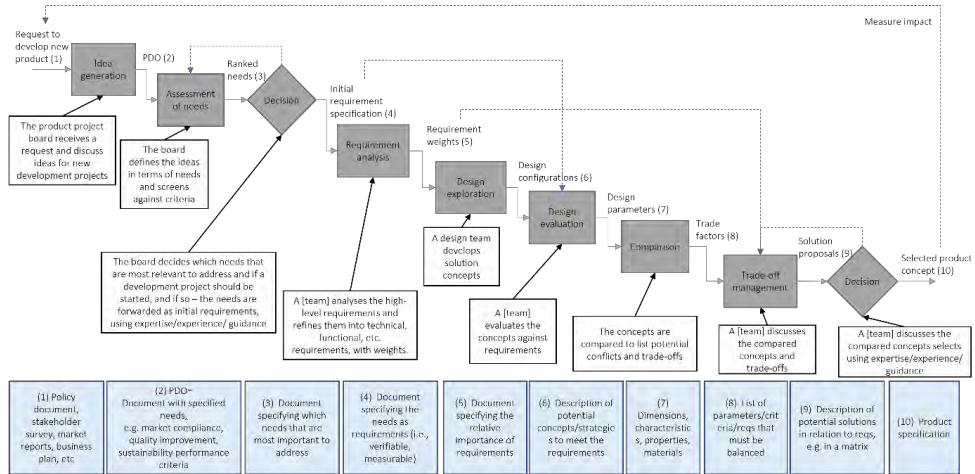 Measure impact
Request to
develop new
product (1)
Idea
generation
PDO (2)
Assessment
of needs
Ranked
needs (3)
Decision
Initial
requirement
specification (4)
Requirement
analysis
Requirement
weights (5)
Design
exploration
Design
configurations (6)
Design
evaluation
Design
parameters (7)
Comparison
Trade
factors (8)
Trade-off
management
Solution
proposals (9)
Decision
Selected product
concept (10)
The product project
board receives a
request and discuss
ideas for new
development projects
The board
defines the ideas
in terms of needs
and screens
against criteria
The board decides which needs that
are most relevant to address and if a
development project should be
started, and if so – the needs are
forwarded as initial requirements,
using expertise/experience/ guidance
A [team] analyses the high-
level requirements and
refines them into technical,
functional, etc.
requirements, with weights.
A design team
develops
solution
concepts
A [team]
evaluates the
concepts against
requirements
The concepts are
compared to list potential
conflicts and trade-offs
A [team] discusses
the compared
concepts and
trade-offs
A [team] discusses the
compared concepts selects
using expertise/experience/
guidance
(1) Policy
document,
stakeholder
survey, market
reports, business
plan, etc
(2) PDO–
Document with specified
needs,
e.g. market compliance,
quality improvement,
sustainability performance
criteria
(3) Document
specifying which
needs that are
most important to
address
(4) Document
specifying the
needs as
requirements (i.e.,
verifiable,
measurable)
(5) Document
specifying the
relative
importance of
requirements
(6) Description of
potential
concepts/strategie
s to meet the
requirements
(7)
Dimensions,
characteristic
s, properties,
materials
(8) List of
parameters/crit
eria/reqs that
must be
balanced
(9) Description of
potential solutions
in relation to reqs,
e.g. in a matrix
(10) Product
specification